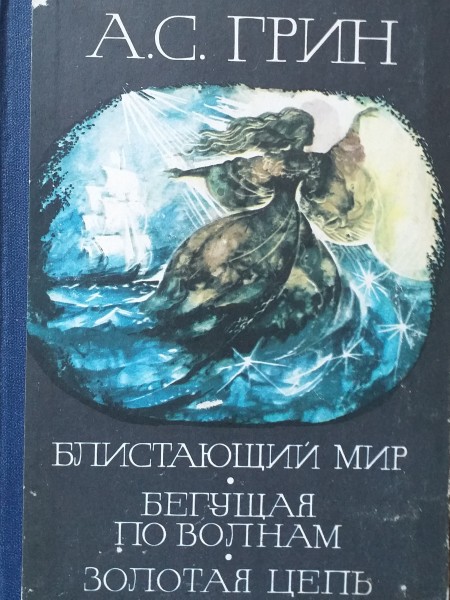 А.С. ГРИН
БЛИСТАЮЩИЙ МИР
•
БЕГУЩАЯ
ПО ВОЛНАМ
•
ЗОЛОТАЯ ЦЕПЬ